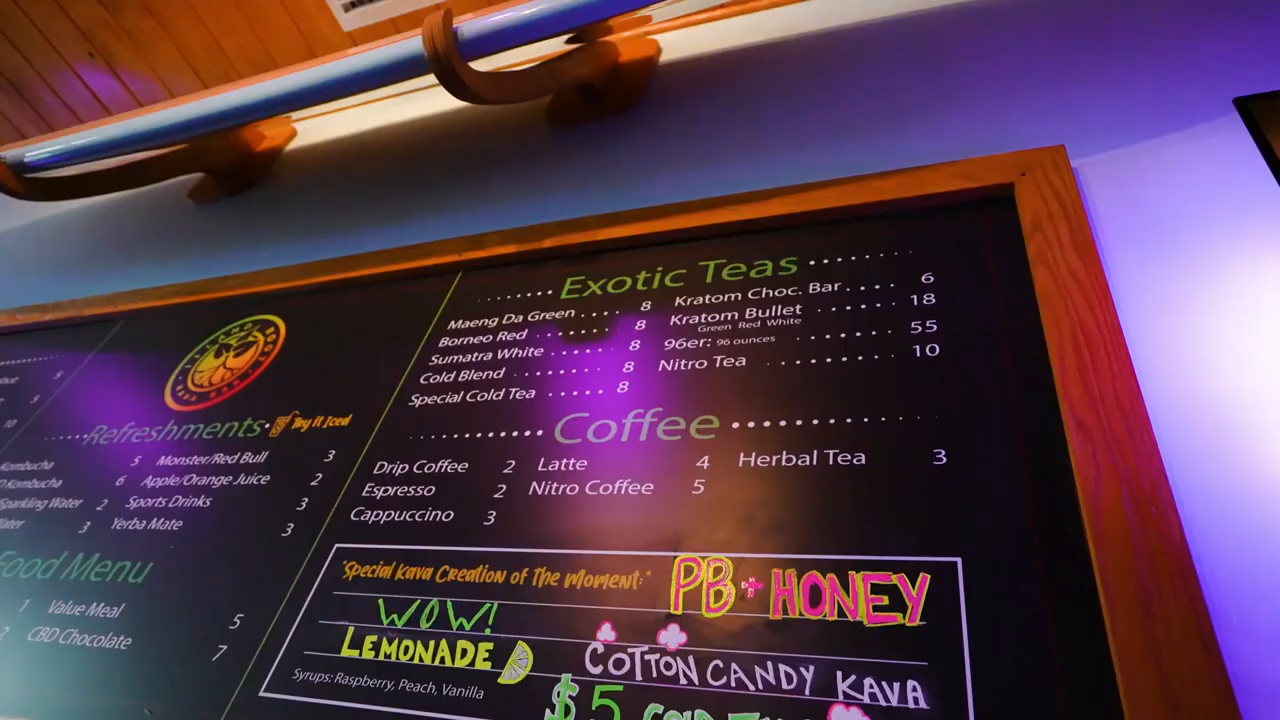 Exotic Teas
Maeng Da Green 8
Borneo Red 8
Sumatra White 8
Cold Blend 8
Special Cold Tea 8
Kratom Choc. Bar 6
Kratom Bullet 18
Green Red White
96er: 96 ounces 55
Nitro Tea 10
Coffee
Drip Coffee 2
Espresso 2
Cappuccino 3
Latte 4
Nitro Coffee 5
Herbal Tea 3
Refreshments
Try it Iced
Kombucha 5
Kombucha 6
Sparkling Water 2
Water 3
Monster/Red Bull 3
Apple/Orange Juice 2
Sports Drinks 3
Yerba Mate 3
Food Menu
Value Meal 5
CBD Chocolate 7
"Special Kava Creation of the Moment:"
PB + HONEY
WOW!
LEMONADE
COTTON CANDY KAVA
Syrups: Raspberry, Peach, Vanilla
$5